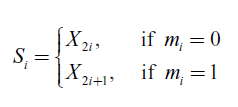 S_i = { X_{2i}, if m_i = 0
X_{2i+1}, if m_i = 1